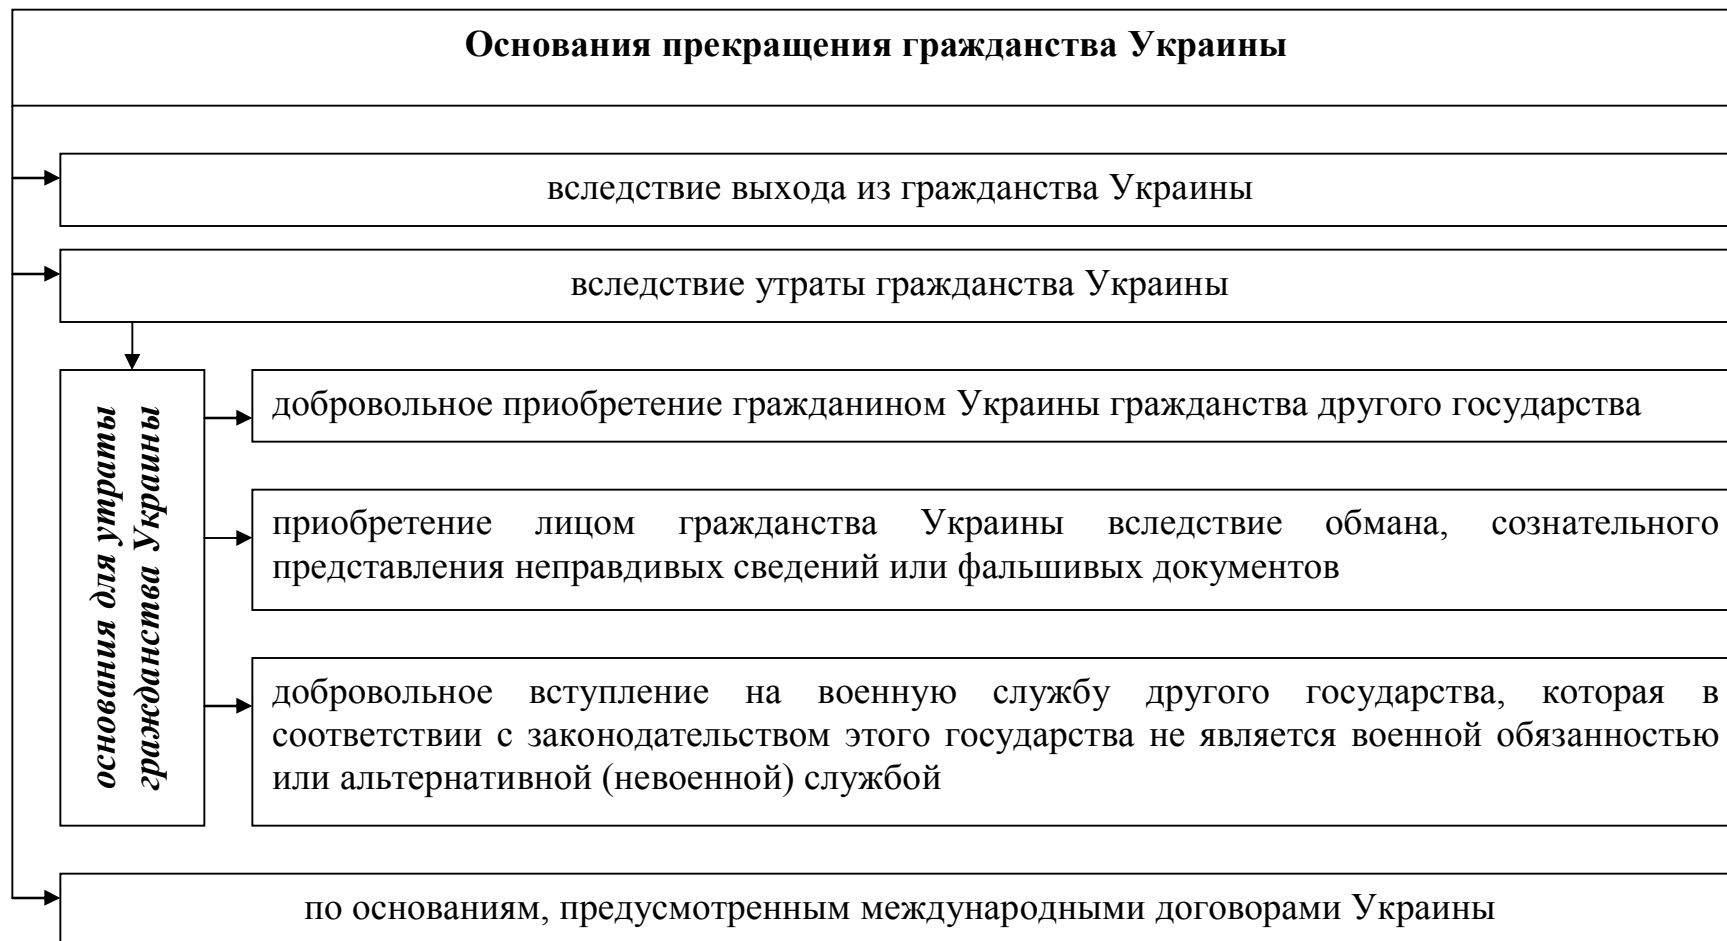 Основания прекращения гражданства Украины
вследствие выхода из гражданства Украины
вследствие утраты гражданства Украины
основания для утраты
гражданства Украины
добровольное приобретение гражданином Украины гражданства другого государства
приобретение лицом гражданства Украины вследствие обмана, сознательного
представления неправдивых сведений или фальшивых документов
добровольное вступление на военную службу другого государства, которая в
соответствии с законодательством этого государства не является военной обязанностью
или альтернативной (невоенной) службой
по основаниям, предусмотренным международными договорами Украины